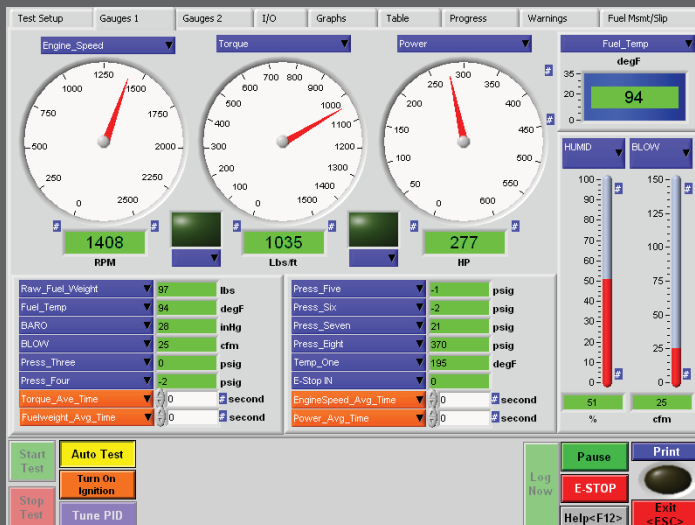 Test Setup Gauges 1 Gauges 2 I/O Graphs Table Progress Warnings Fuel Msmt/Slip
Engine_Speed Torque Power Fuel_Temp
degF
35
20
0
94
0 250 500 750 1000 1250 1500 1750 2000 2250 2500
1408
RPM
0 100 200 300 400 500 600 700 800 900 1000 1100 1200 1300 1400 1500
1035
Lbs/ft
0 50 100 150 200 250 300 350 400 450 500 550 600
277
HP
HUMID BLOW
100 90 80 70 60 50 40 30 20 10 0
51
%
150 125 100 75 50 25 0
25
cfm
Raw_Fuel_Weight 97 lbs
Fuel_Temp 94 degF
BARO 28 inHg
BLOW 25 cfm
Press_Three 0 psig
Press_Four -2 psig
Torque_Ave_Time 0 # second
Fuelweight_Avg_Time 0 # second
Press_Five -1 psig
Press_Six -2 psig
Press_Seven 21 psig
Press_Eight 370 psig
Temp_One 195 degF
E-Stop IN 0
EngineSpeed_Avg_Time 0 # second
Power_Avg_Time 0 # second
Start
Test
Auto Test
Turn On
Ignition
Stop
Test
Tune PID
Log
Now
Pause
E-STOP
Help<F12>
Print
Exit
<ESC>